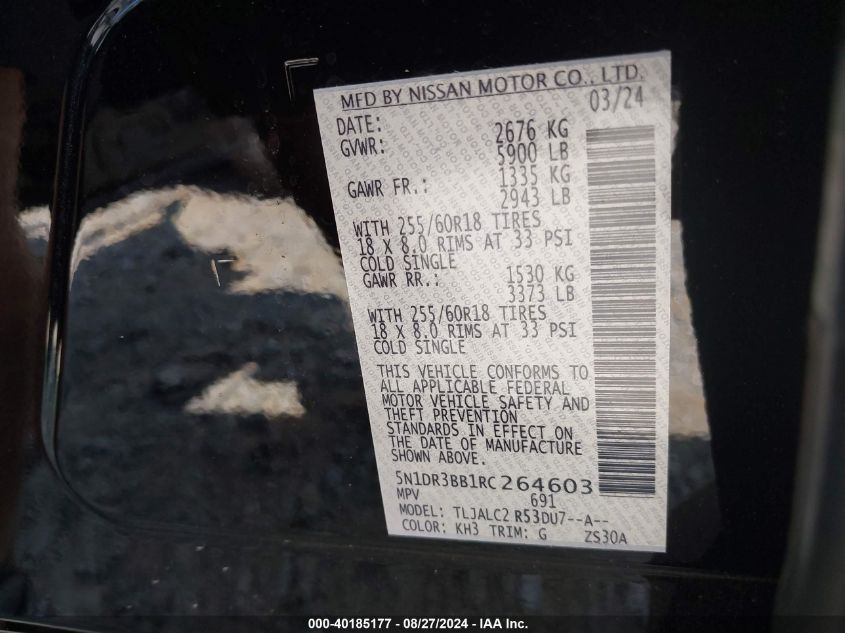 MFD BY NISSAN MOTOR CO., LTD.
DATE: 03/24
GVWR: 2676 KG
5900 LB
GAWR FR.: 1335 KG
2943 LB
WITH 255/60R18 TIRES
18 X 8.0 RIMS AT 33 PSI
COLD SINGLE
GAWR RR.: 1530 KG
3373 LB
WITH 255/60R18 TIRES
18 X 8.0 RIMS AT 33 PSI
COLD SINGLE
THIS VEHICLE CONFORMS TO
ALL APPLICABLE FEDERAL
MOTOR VEHICLE SAFETY AND
THEFT PREVENTION
STANDARDS IN EFFECT ON
THE DATE OF MANUFACTURE
SHOWN ABOVE.
5N1DR3BB1RC264603
MPV 691
MODEL: TLJALC2 R53DU7--A--
COLOR: KH3 TRIM: G ZS30A
000-40185177 - 08/27/2024 - IAA Inc.